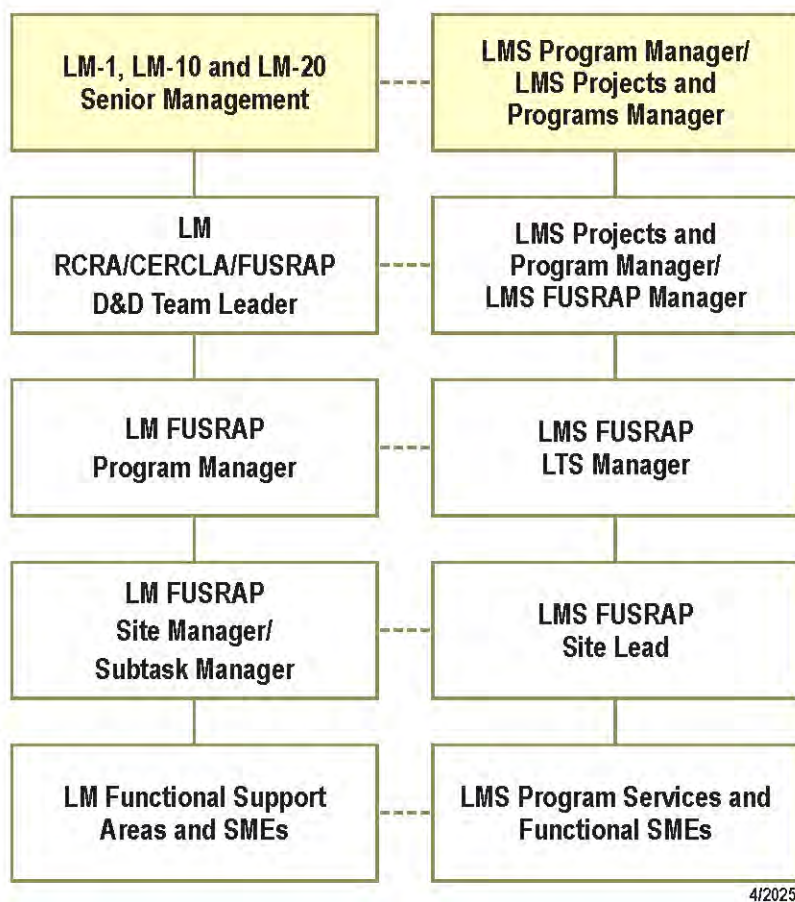 LM-1, LM-10 and LM-20
Senior Management
LMS Program Manager/
LMS Projects and
Programs Manager
LM
RCRA/CERCLA/FUSRAP
D&D Team Leader
LMS Projects and
Program Manager/
LMS FUSRAP Manager
LM FUSRAP
Program Manager
LMS FUSRAP
LTS Manager
LM FUSRAP
Site Manager/
Subtask Manager
LMS FUSRAP
Site Lead
LM Functional Support
Areas and SMEs
LMS Program Services and
Functional SMEs
4/2025